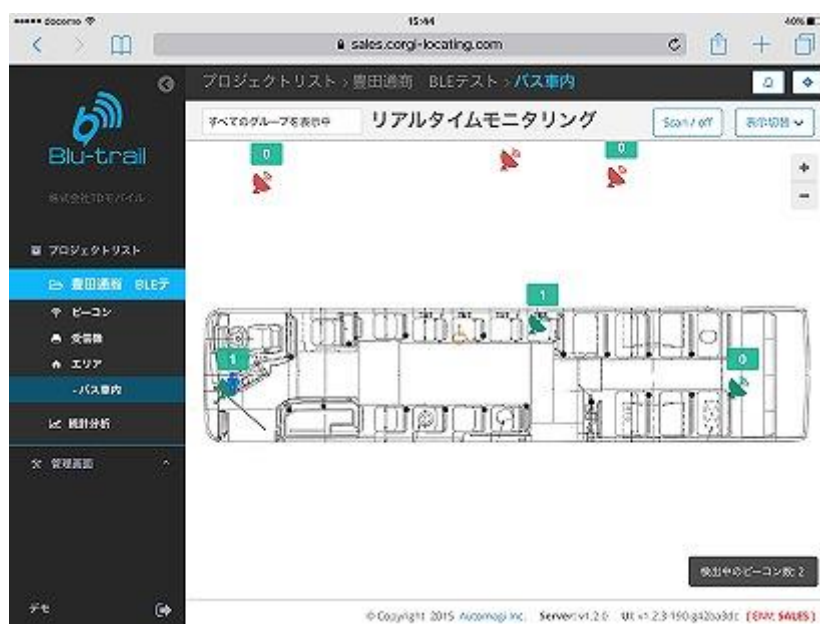 docomo
15:44
40%
sales.corgi-locating.com
プロジェクトリスト › 豊田通商 BLEテスト › バス車内
すべてのグループを表示中
リアルタイムモニタリング
Scan / off
表示切替
Blu-trail
株式会社TDモバイル
プロジェクトリスト
豊田通商 BLEテ
ビーコン
受信機
エリア
- バス車内
統計分析
管理画面
デモ
0
0
1
1
0
+
−
検出中のビーコン数: 2
© Copyright 2015 Automagi Inc. Server: v1.2.0 UI: v1.2.3-190-g42ba3dc (ENV: SALES)